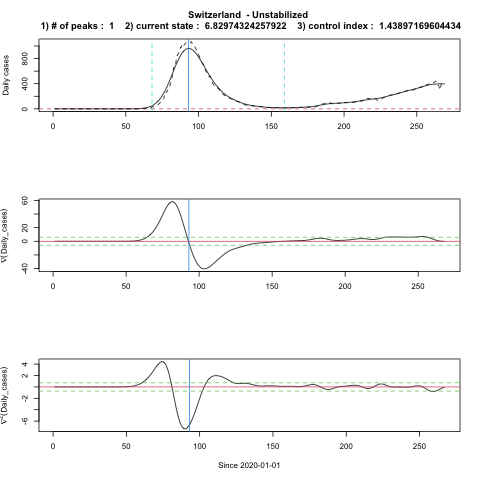 Switzerland - Unstabilized
1) # of peaks : 1 2) current state : 6.82974324257922 3) control index : 1.43897169604434
Daily cases
800
400
0
0 50 100 150 200 250
∇(Daily_cases)
60
20
0
-40
0 50 100 150 200 250
∇²(Daily_cases)
4
2
-2
-6
0 50 100 150 200 250
Since 2020-01-01